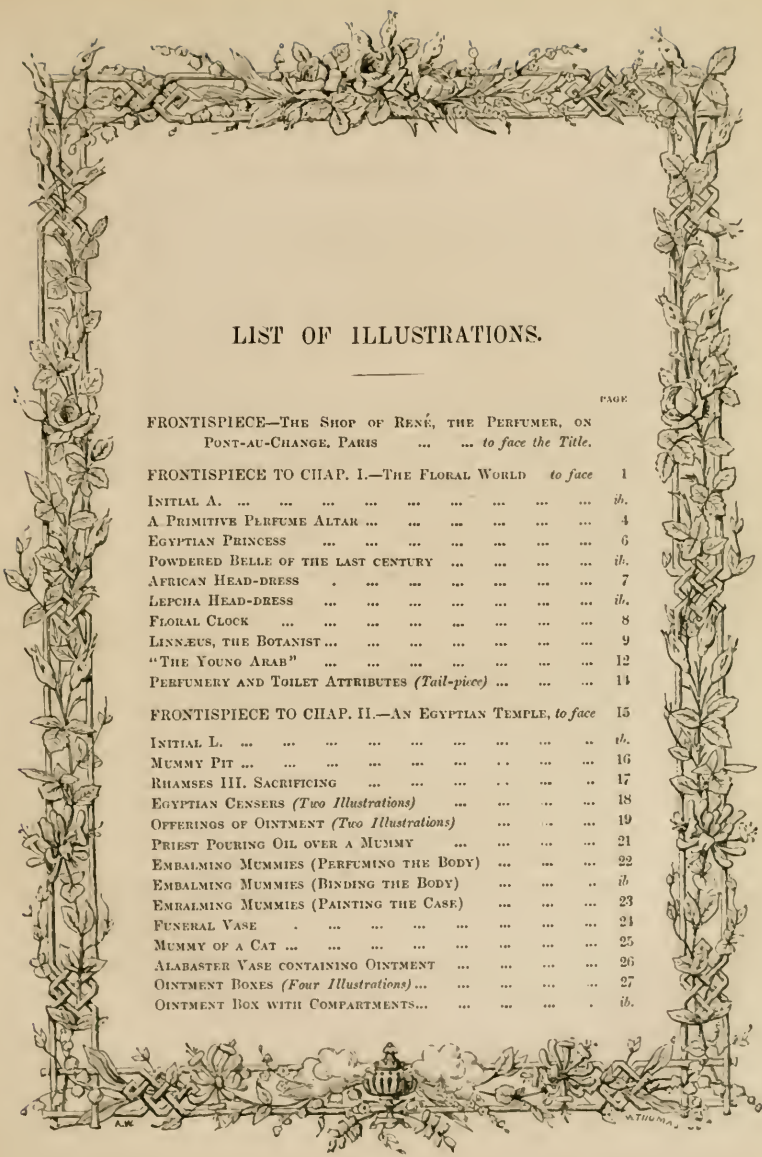 LIST OF ILLUSTRATIONS.
PAGE
FRONTISPIECE—THE SHOP OF RENÉ, THE PERFUMER, ON
PONT-AU-CHANGE, PARIS ... ... to face the Title.
FRONTISPIECE TO CHAP. I.—THE FLORAL WORLD to face 1
INITIAL A. ... ... ... ... ... ... ... ... ... ib.
A PRIMITIVE PERFUME ALTAR ... ... ... ... ... ... 4
EGYPTIAN PRINCESS ... ... ... ... ... ... ... 6
POWDERED BELLE OF THE LAST CENTURY ... ... ... ... ib.
AFRICAN HEAD-DRESS . ... ... ... ... ... ... 7
LEPCHA HEAD-DRESS ... ... ... ... ... ... ... ib.
FLORAL CLOCK ... ... ... ... ... ... ... ... 8
LINNÆUS, THE BOTANIST ... ... ... ... ... ... ... 9
"THE YOUNG ARAB" ... ... ... ... ... ... ... 12
PERFUMERY AND TOILET ATTRIBUTES (Tail-piece) ... ... ... 14
FRONTISPIECE TO CHAP. II.—AN EGYPTIAN TEMPLE, to face 15
INITIAL L. ... ... ... ... ... ... ... ... .. ib.
MUMMY PIT ... ... ... ... ... ... .. ... ... 16
RHAMSES III. SACRIFICING ... ... ... .. ... .. 17
EGYPTIAN CENSERS (Two Illustrations) ... ... ... ... 18
OFFERINGS OF OINTMENT (Two Illustrations) ... ... ... 19
PRIEST POURING OIL OVER A MUMMY ... ... ... ... 21
EMBALMING MUMMIES (PERFUMING THE BODY) ... ... ... 22
EMBALMING MUMMIES (BINDING THE BODY) ... ... .. ib
EMBALMING MUMMIES (PAINTING THE CASE) ... ... ... 23
FUNERAL VASE . ... ... ... ... ... ... ... 24
MUMMY OF A CAT ... ... ... ... ... ... ... ... 25
ALABASTER VASE CONTAINING OINTMENT ... ... ... ... 26
OINTMENT BOXES (Four Illustrations) ... ... ... ... ... 27
OINTMENT BOX WITH COMPARTMENTS... ... ... ... . ib.
A.W.